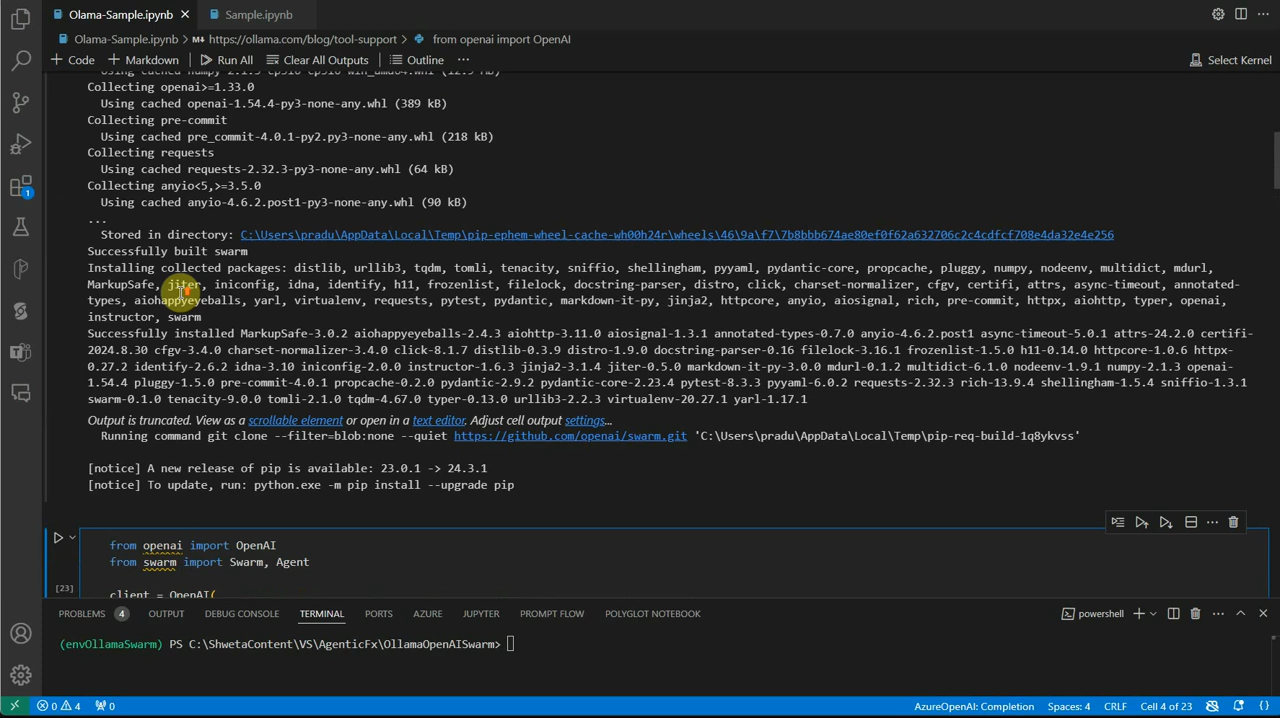 Olama-Sample.ipynb
Sample.ipynb
Olama-Sample.ipynb > https://ollama.com/blog/tool-support > from openai import OpenAI
+ Code + Markdown Run All Clear All Outputs Outline ...
Select Kernel
Collecting openai>=1.33.0
Using cached openai-1.54.4-py3-none-any.whl (389 kB)
Collecting pre-commit
Using cached pre_commit-4.0.1-py2.py3-none-any.whl (218 kB)
Collecting requests
Using cached requests-2.32.3-py3-none-any.whl (64 kB)
Collecting anyio<5,>=3.5.0
Using cached anyio-4.6.2.post1-py3-none-any.whl (90 kB)
...
Stored in directory: C:\Users\pradu\AppData\Local\Temp\pip-ephem-wheel-cache-wh00h24r\wheels\46\9a\f7\7b8bbb674ae80ef0f62a632706c2c4cdfcf708e4da32e4e256
Successfully built swarm
Installing collected packages: distlib, urllib3, tqdm, tomli, tenacity, sniffio, shellingham, pyyaml, pydantic-core, propcache, pluggy, numpy, nodeenv, multidict, mdurl,
MarkupSafe, jiter, iniconfig, idna, identify, h11, frozenlist, filelock, docstring-parser, distro, click, charset-normalizer, cfgv, certifi, attrs, async-timeout, annotated-
types, aiohappyeyeballs, yarl, virtualenv, requests, pytest, pydantic, markdown-it-py, jinja2, httpcore, anyio, aiosignal, rich, pre-commit, httpx, aiohttp, typer, openai,
instructor, swarm
Successfully installed MarkupSafe-3.0.2 aiohappyeyeballs-2.4.3 aiohttp-3.11.0 aiosignal-1.3.1 annotated-types-0.7.0 anyio-4.6.2.post1 async-timeout-5.0.1 attrs-24.2.0 certifi-
2024.8.30 cfgv-3.4.0 charset-normalizer-3.4.0 click-8.1.7 distlib-0.3.9 distro-1.9.0 docstring-parser-0.16 filelock-3.16.1 frozenlist-1.5.0 h11-0.14.0 httpcore-1.0.6 httpx-
0.27.2 identify-2.6.2 idna-3.10 iniconfig-2.0.0 instructor-1.6.3 jinja2-3.1.4 jiter-0.5.0 markdown-it-py-3.0.0 mdurl-0.1.2 multidict-6.1.0 nodeenv-1.9.1 numpy-2.1.3 openai-
1.54.4 pluggy-1.5.0 pre-commit-4.0.1 propcache-0.2.0 pydantic-2.9.2 pydantic-core-2.23.4 pytest-8.3.3 pyyaml-6.0.2 requests-2.32.3 rich-13.9.4 shellingham-1.5.4 sniffio-1.3.1
swarm-0.1.0 tenacity-9.0.0 tomli-2.1.0 tqdm-4.67.0 typer-0.13.0 urllib3-2.2.3 virtualenv-20.27.1 yarl-1.17.1
Output is truncated. View as a scrollable element or open in a text editor. Adjust cell output settings...
Running command git clone --filter=blob:none --quiet https://github.com/openai/swarm.git 'C:\Users\pradu\AppData\Local\Temp\pip-req-build-1q8ykvss'
[notice] A new release of pip is available: 23.0.1 -> 24.3.1
[notice] To update, run: python.exe -m pip install --upgrade pip
from openai import OpenAI
from swarm import Swarm, Agent
[23]
client = OpenAI(
PROBLEMS 4 OUTPUT DEBUG CONSOLE TERMINAL PORTS AZURE JUPYTER PROMPT FLOW POLYGLOT NOTEBOOK
powershell
(envOllamaSwarm) PS C:\ShwetaContent\VS\AgenticFx\OllamaOpenAISwarm>
1
0 4 0
AzureOpenAI: Completion Spaces: 4 CRLF Cell 4 of 23